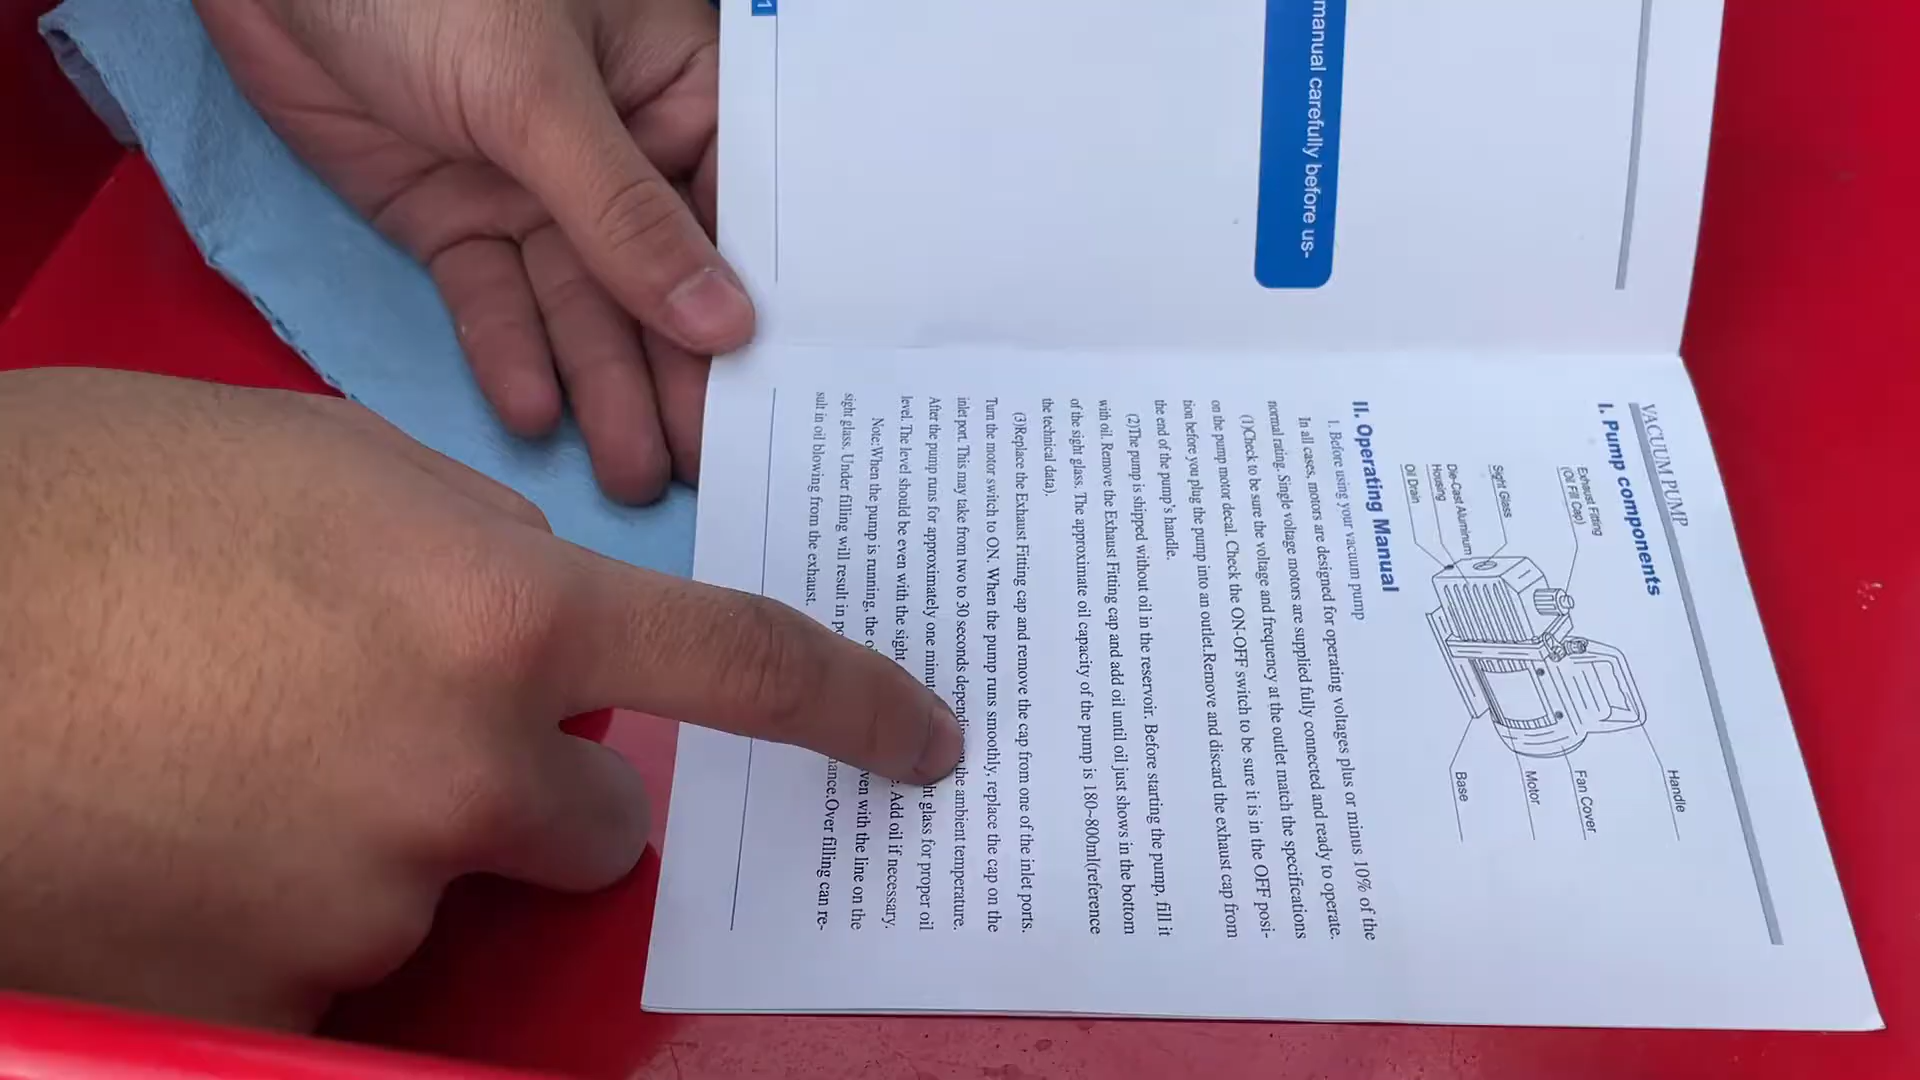 1
manual carefully before us-
VACUUM PUMP
I. Pump components
Handle
Exhaust Fitting
(Oil Fill Cap)
Fan Cover
Sight Glass
Motor
Die-Cast Aluminum
Housing
Base
Oil Drain
II. Operating Manual
1. Before using your vacuum pump
In all cases, motors are designed for operating voltages plus or minus 10% of the
normal rating. Single voltage motors are supplied fully connected and ready to operate.
(1)Check to be sure the voltage and frequency at the outlet match the specifications
on the pump motor decal. Check the ON-OFF switch to be sure it is in the OFF posi-
tion before you plug the pump into an outlet.Remove and discard the exhaust cap from
the end of the pump's handle.
(2)The pump is shipped without oil in the reservoir. Before starting the pump, fill it
with oil. Remove the Exhaust Fitting cap and add oil until oil just shows in the bottom
of the sight glass. The approximate oil capacity of the pump is 180~800ml(reference
the technical data).
(3)Replace the Exhaust Fitting cap and remove the cap from one of the inlet ports.
Turn the motor switch to ON. When the pump runs smoothly, replace the cap on the
inlet port. This may take from two to 30 seconds the ambient temperature.
After the pump runs for approximately one glass for proper oil
level. The level should be even with the sight Add oil if necessary.
Note:When the pump is running, the with the line on the
sight glass. Under filling will result in filling can re-
sult in oil blowing from the exhaust.